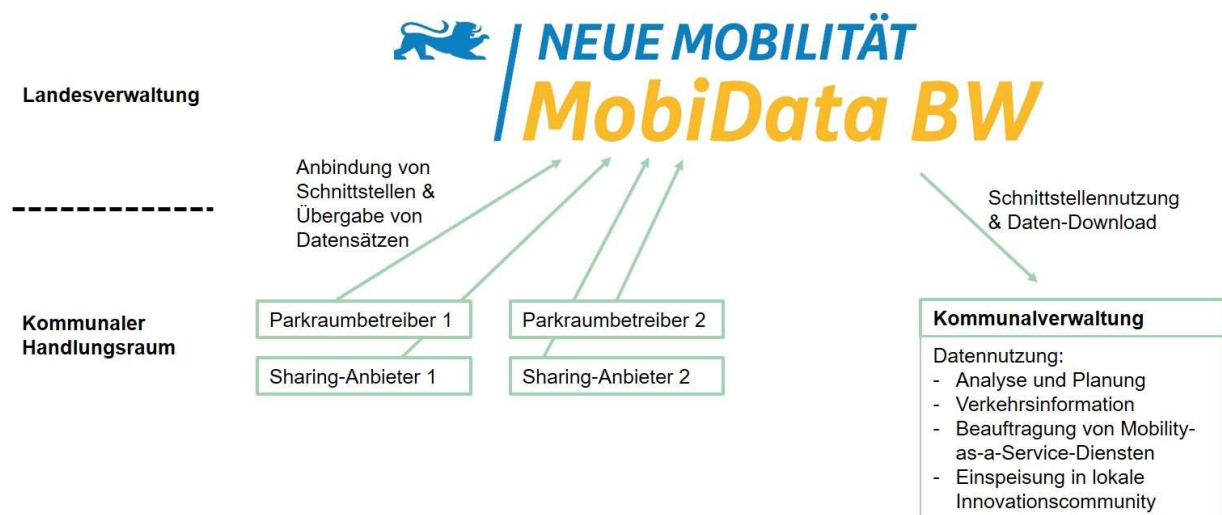 NEUE MOBILITÄT
MobiData BW
Landesverwaltung
Anbindung von
Schnittstellen &
Übergabe von
Datensätzen
Schnittstellennutzung
& Daten-Download
Kommunaler
Handlungsraum
Parkraumbetreiber 1
Parkraumbetreiber 2
Sharing-Anbieter 1
Sharing-Anbieter 2
Kommunalverwaltung
Datennutzung:
- Analyse und Planung
- Verkehrsinformation
- Beauftragung von Mobility-
as-a-Service-Diensten
- Einspeisung in lokale
Innovationscommunity